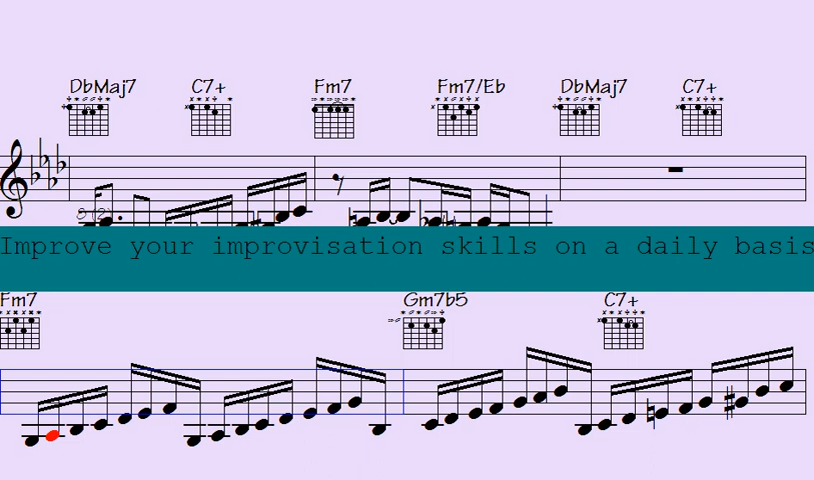 DbMaj7 C7+ Fm7 Fm7/Eb DbMaj7 C7+
Improve your improvisation skills on a daily basis
Fm7 Gm7b5 C7+